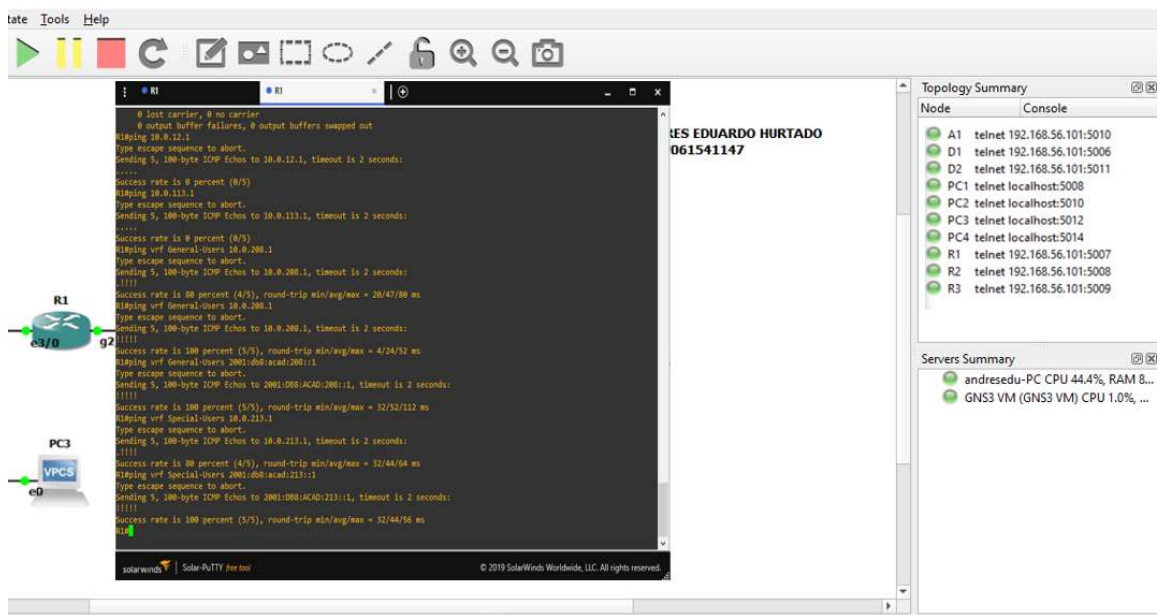 tate Tools Help
R1
R1
0 lost carrier, 0 no carrier
0 output buffer failures, 0 output buffers swapped out
R1#ping 10.0.12.1
Type escape sequence to abort.
Sending 5, 100-byte ICMP Echos to 10.0.12.1, timeout is 2 seconds:
.....
Success rate is 0 percent (0/5)
R1#ping 10.0.113.1
Type escape sequence to abort.
Sending 5, 100-byte ICMP Echos to 10.0.113.1, timeout is 2 seconds:
.....
Success rate is 0 percent (0/5)
R1#ping vrf General-Users 10.0.208.1
Type escape sequence to abort.
Sending 5, 100-byte ICMP Echos to 10.0.208.1, timeout is 2 seconds:
.!!!!
Success rate is 80 percent (4/5), round-trip min/avg/max = 20/47/80 ms
R1#ping vrf General-Users 10.0.208.1
Type escape sequence to abort.
Sending 5, 100-byte ICMP Echos to 10.0.208.1, timeout is 2 seconds:
!!!!!
Success rate is 100 percent (5/5), round-trip min/avg/max = 4/24/52 ms
R1#ping vrf General-Users 2001:db8:acad:208::1
Type escape sequence to abort.
Sending 5, 100-byte ICMP Echos to 2001:DB8:ACAD:208::1, timeout is 2 seconds:
!!!!!
Success rate is 100 percent (5/5), round-trip min/avg/max = 32/52/112 ms
R1#ping vrf Special-Users 10.0.213.1
Type escape sequence to abort.
Sending 5, 100-byte ICMP Echos to 10.0.213.1, timeout is 2 seconds:
.!!!!
Success rate is 80 percent (4/5), round-trip min/avg/max = 32/44/64 ms
R1#ping vrf Special-Users 2001:db8:acad:213::1
Type escape sequence to abort.
Sending 5, 100-byte ICMP Echos to 2001:DB8:ACAD:213::1, timeout is 2 seconds:
!!!!!
Success rate is 100 percent (5/5), round-trip min/avg/max = 32/44/56 ms
R1#
solarwinds Solar-PuTTY free tool
© 2019 SolarWinds Worldwide, LLC. All rights reserved.
RES EDUARDO HURTADO
061541147
R1
e3/0
g2
PC3
VPCS
e0
Topology Summary
Node Console
A1 telnet 192.168.56.101:5010
D1 telnet 192.168.56.101:5006
D2 telnet 192.168.56.101:5011
PC1 telnet localhost:5008
PC2 telnet localhost:5010
PC3 telnet localhost:5012
PC4 telnet localhost:5014
R1 telnet 192.168.56.101:5007
R2 telnet 192.168.56.101:5008
R3 telnet 192.168.56.101:5009
Servers Summary
andresedu-PC CPU 44.4%, RAM 8...
GNS3 VM (GNS3 VM) CPU 1.0%, ...